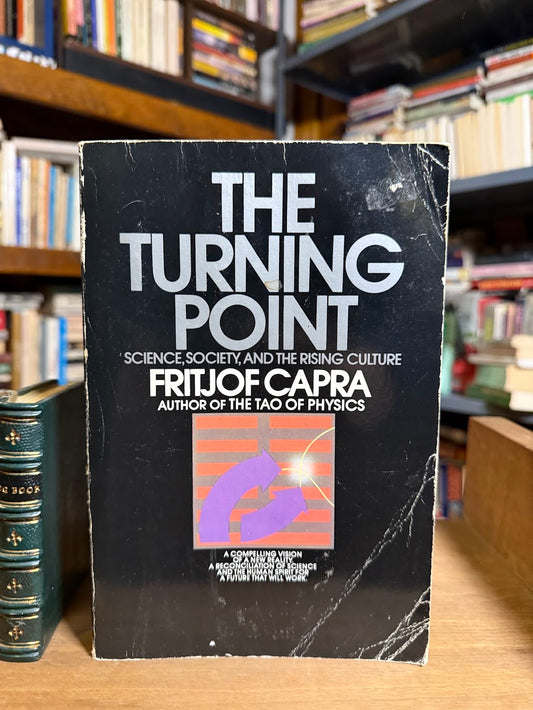 THE
TURNING
POINT
SCIENCE, SOCIETY, AND THE RISING CULTURE
FRITJOF CAPRA
AUTHOR OF THE TAO OF PHYSICS
A COMPELLING VISION
OF A NEW REALITY.
A RECONCILIATION OF SCIENCE
AND THE HUMAN SPIRIT FOR
A FUTURE THAT WILL WORK.
BOOK